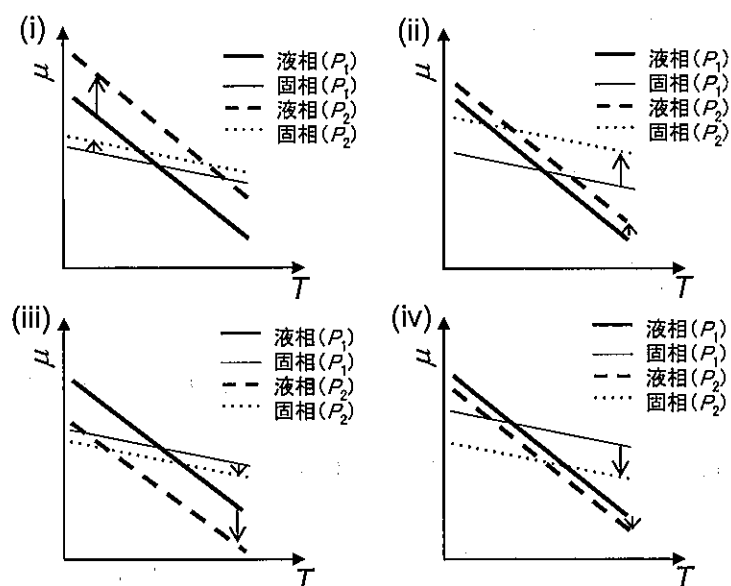 (i)
μ
液相(P₁)
固相(P₁)
液相(P₂)
固相(P₂)
T
(ii)
μ
液相(P₁)
固相(P₁)
液相(P₂)
固相(P₂)
T
(iii)
μ
液相(P₁)
固相(P₁)
液相(P₂)
固相(P₂)
T
(iv)
μ
液相(P₁)
固相(P₁)
液相(P₂)
固相(P₂)
T